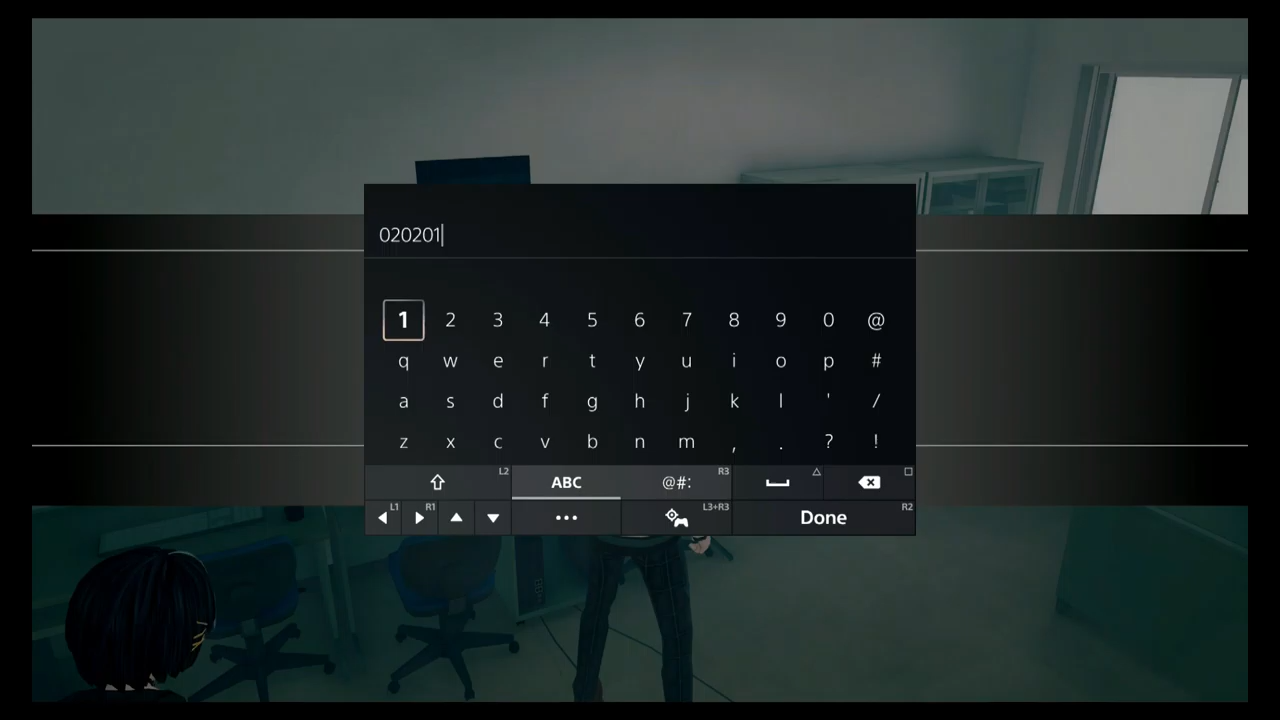 020201
1 2 3 4 5 6 7 8 9 0 @
q w e r t y u i o p #
a s d f g h j k l ' /
z x c v b n m , . ? !
L2 ABC @#: R3 △ □
L1 R1 ••• L3+R3 Done R2